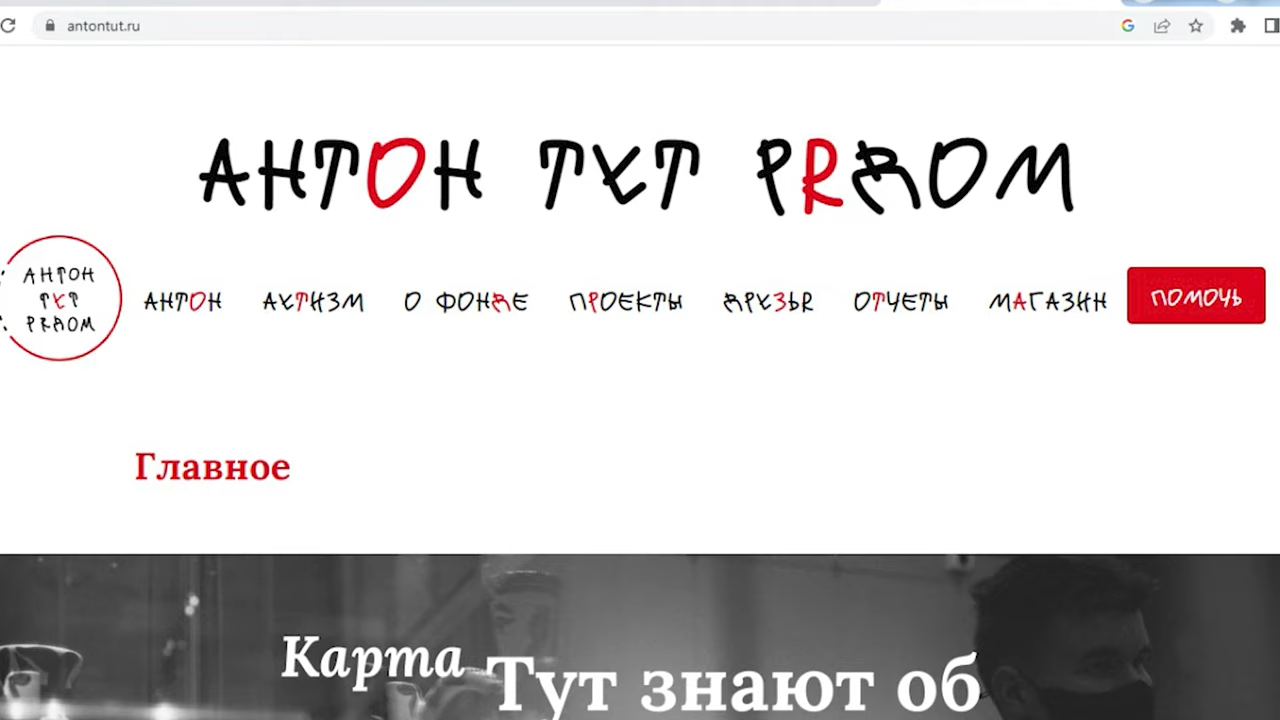 antontut.ru
АНТОН ТУТ РЯДОМ
АНТОН
ТУТ
РЯДОМ
АНТОН АУТИЗМ О ФОНДЕ ПРОЕКТЫ ДРУЗЬЯ ОТЧЕТЫ МАГАЗИН ПОМОЧЬ
Главное
Карта
Тут знают об